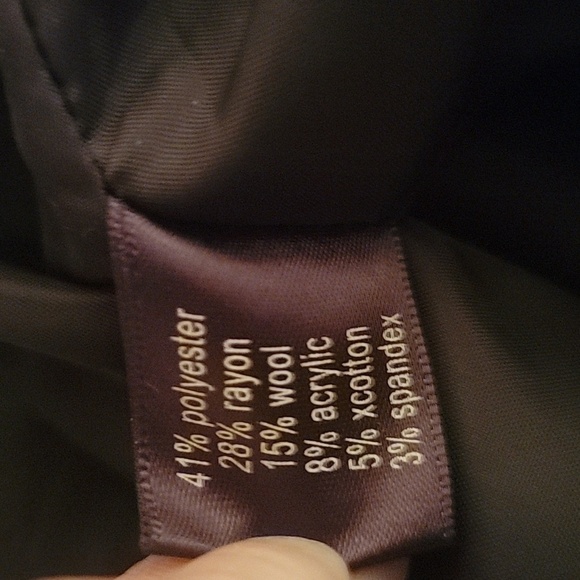 41% polyester
28% rayon
15% wool
8% acrylic
5% xcotton
3% spandex